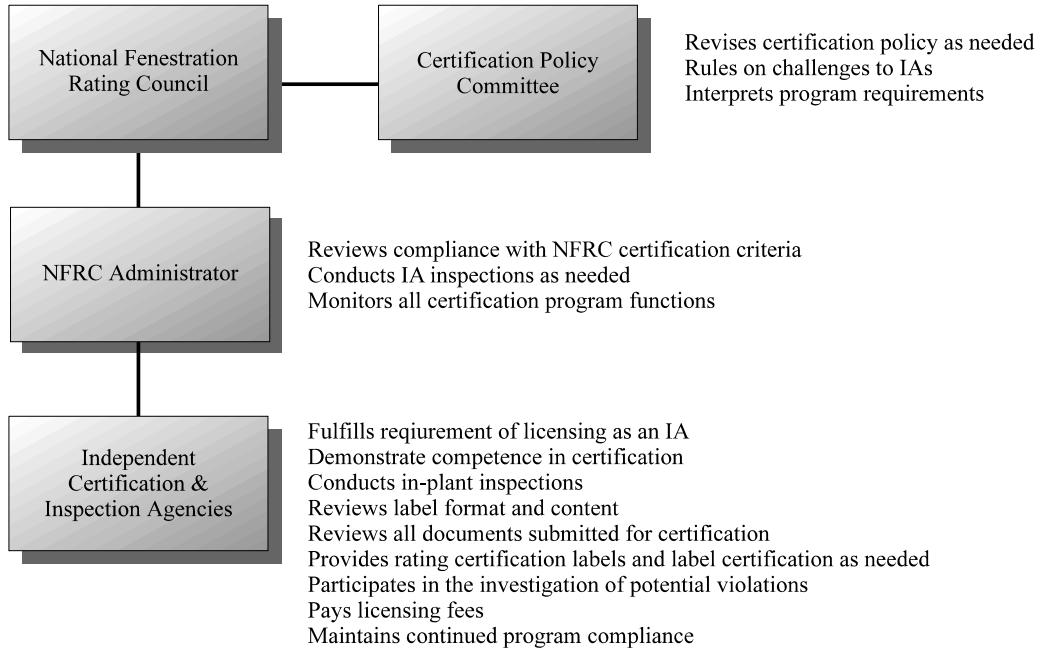 National Fenestration
Rating Council
Certification Policy
Committee
Revises certification policy as needed
Rules on challenges to IAs
Interprets program requirements
NFRC Administrator
Reviews compliance with NFRC certification criteria
Conducts IA inspections as needed
Monitors all certification program functions
Independent
Certification &
Inspection Agencies
Fulfills reqiurement of licensing as an IA
Demonstrate competence in certification
Conducts in-plant inspections
Reviews label format and content
Reviews all documents submitted for certification
Provides rating certification labels and label certification as needed
Participates in the investigation of potential violations
Pays licensing fees
Maintains continued program compliance